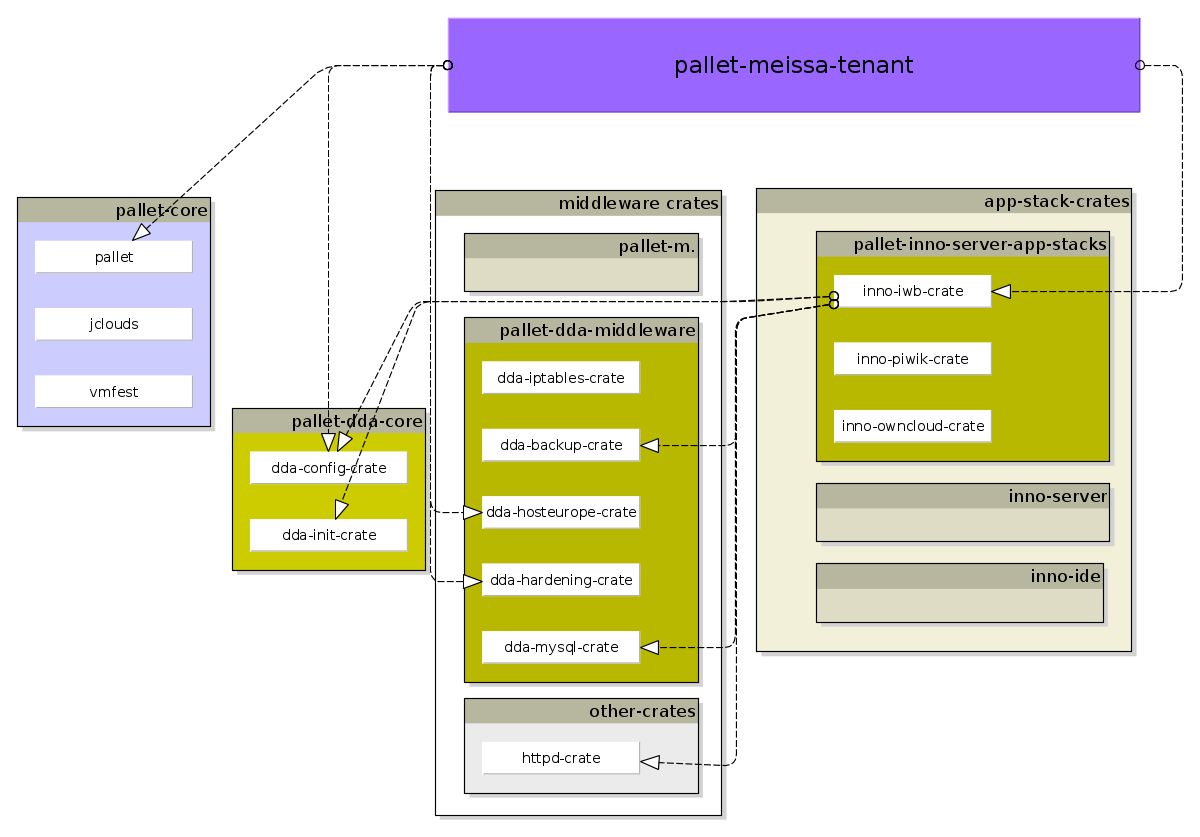 pallet-meissa-tenant
pallet-core
pallet
jclouds
vmfest
pallet-dda-core
dda-config-crate
dda-init-crate
middleware crates
pallet-m.
pallet-dda-middleware
dda-iptables-crate
dda-backup-crate
dda-hosteurope-crate
dda-hardening-crate
dda-mysql-crate
other-crates
httpd-crate
app-stack-crates
pallet-inno-server-app-stacks
inno-iwb-crate
inno-piwik-crate
inno-owncloud-crate
inno-server
inno-ide